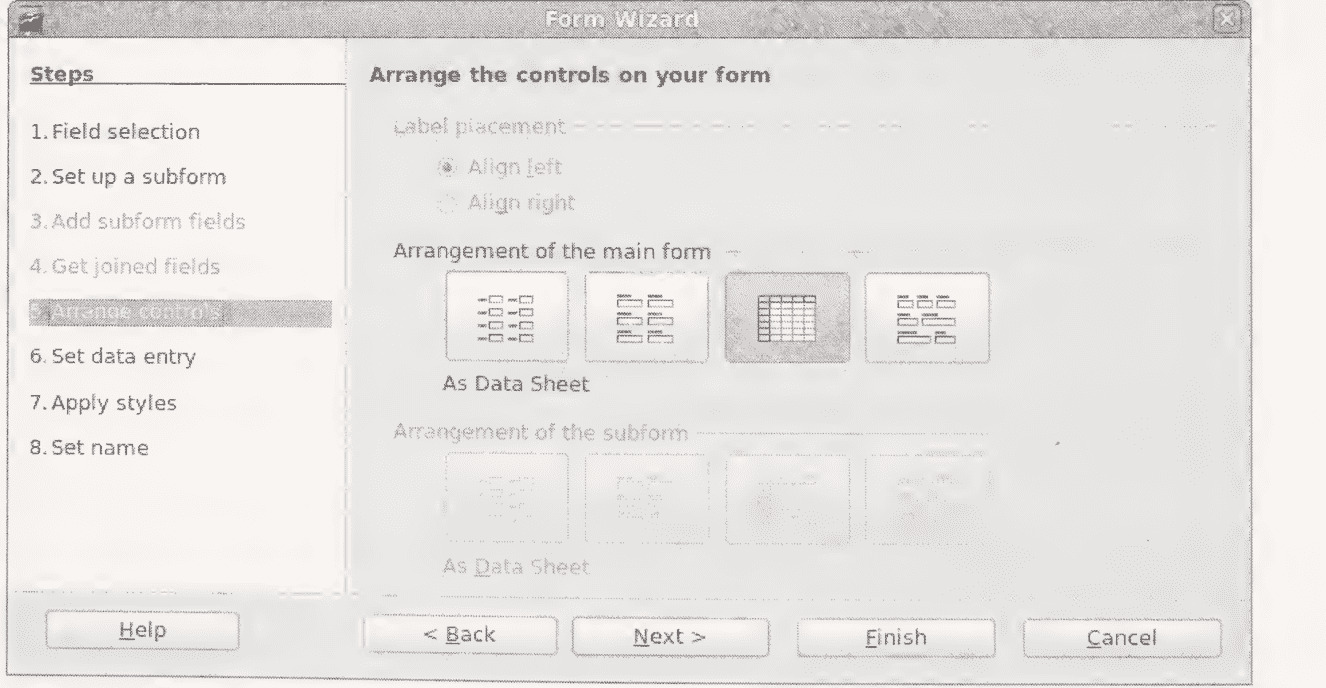 Form Wizard
Steps
1. Field selection
2. Set up a subform
3. Add subform fields
4. Get joined fields
5. Arrange controls
6. Set data entry
7. Apply styles
8. Set name
Help
Arrange the controls on your form
Label placement
Align left
Align right
Arrangement of the main form
As Data Sheet
Arrangement of the subform
As Data Sheet
< Back
Next >
Finish
Cancel